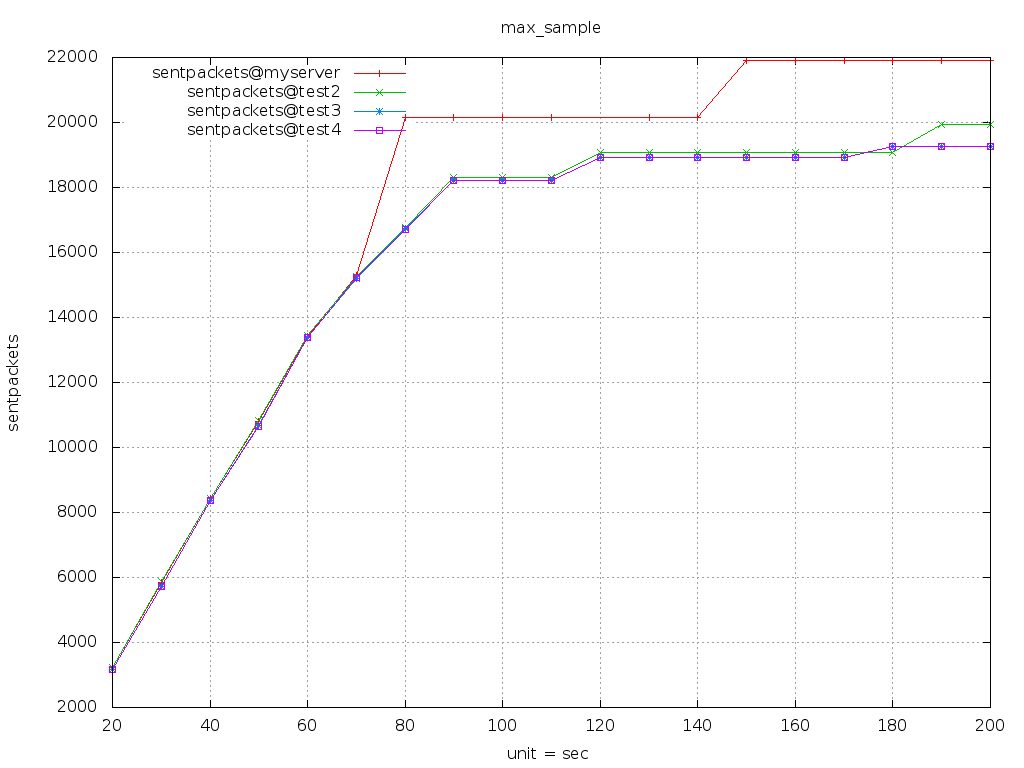 max_sample
22000
20000
18000
16000
14000
12000
10000
8000
6000
4000
2000
sentpackets
sentpackets@myserver
sentpackets@test2
sentpackets@test3
sentpackets@test4
20 40 60 80 100 120 140 160 180 200
unit = sec